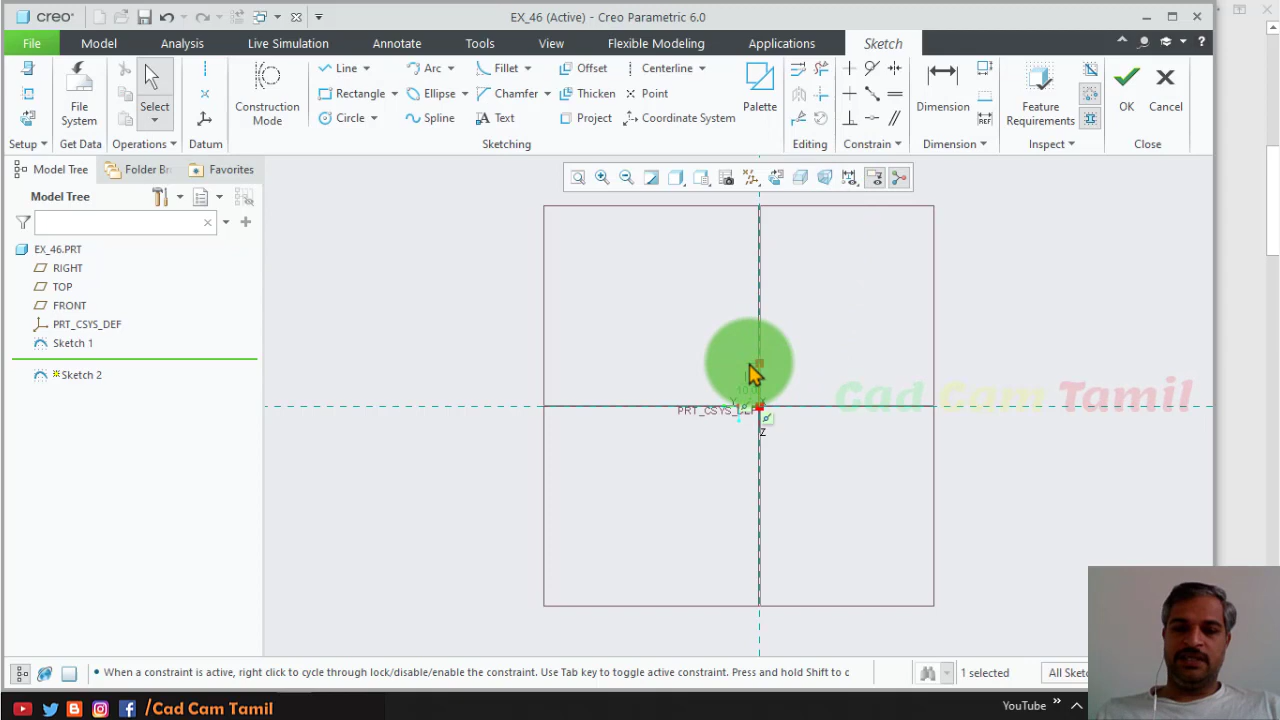 creo
EX_46 (Active) - Creo Parametric 6.0
File Model Analysis Live Simulation Annotate Tools View Flexible Modeling Applications Sketch
Line Arc Fillet Offset Centerline
Rectangle Ellipse Chamfer Thicken Point
Circle Spline Text Project Coordinate System
File System
Select
Construction Mode
Palette
Dimension
Feature Requirements
OK Cancel
Setup Get Data Operations Datum Sketching Editing Constrain Dimension Inspect Close
REF
Model Tree Folder Br Favorites
Model Tree
EX_46.PRT
RIGHT
TOP
FRONT
PRT_CSYS_DEF
Sketch 1
Sketch 2
PRT_CSYS_DEF
Z
Cad Cam Tamil
• When a constraint is active, right click to cycle through lock/disable/enable the constraint. Use Tab key to toggle active constraint. Press and hold Shift to c
1 selected
All Sketc
/Cad Cam Tamil
YouTube